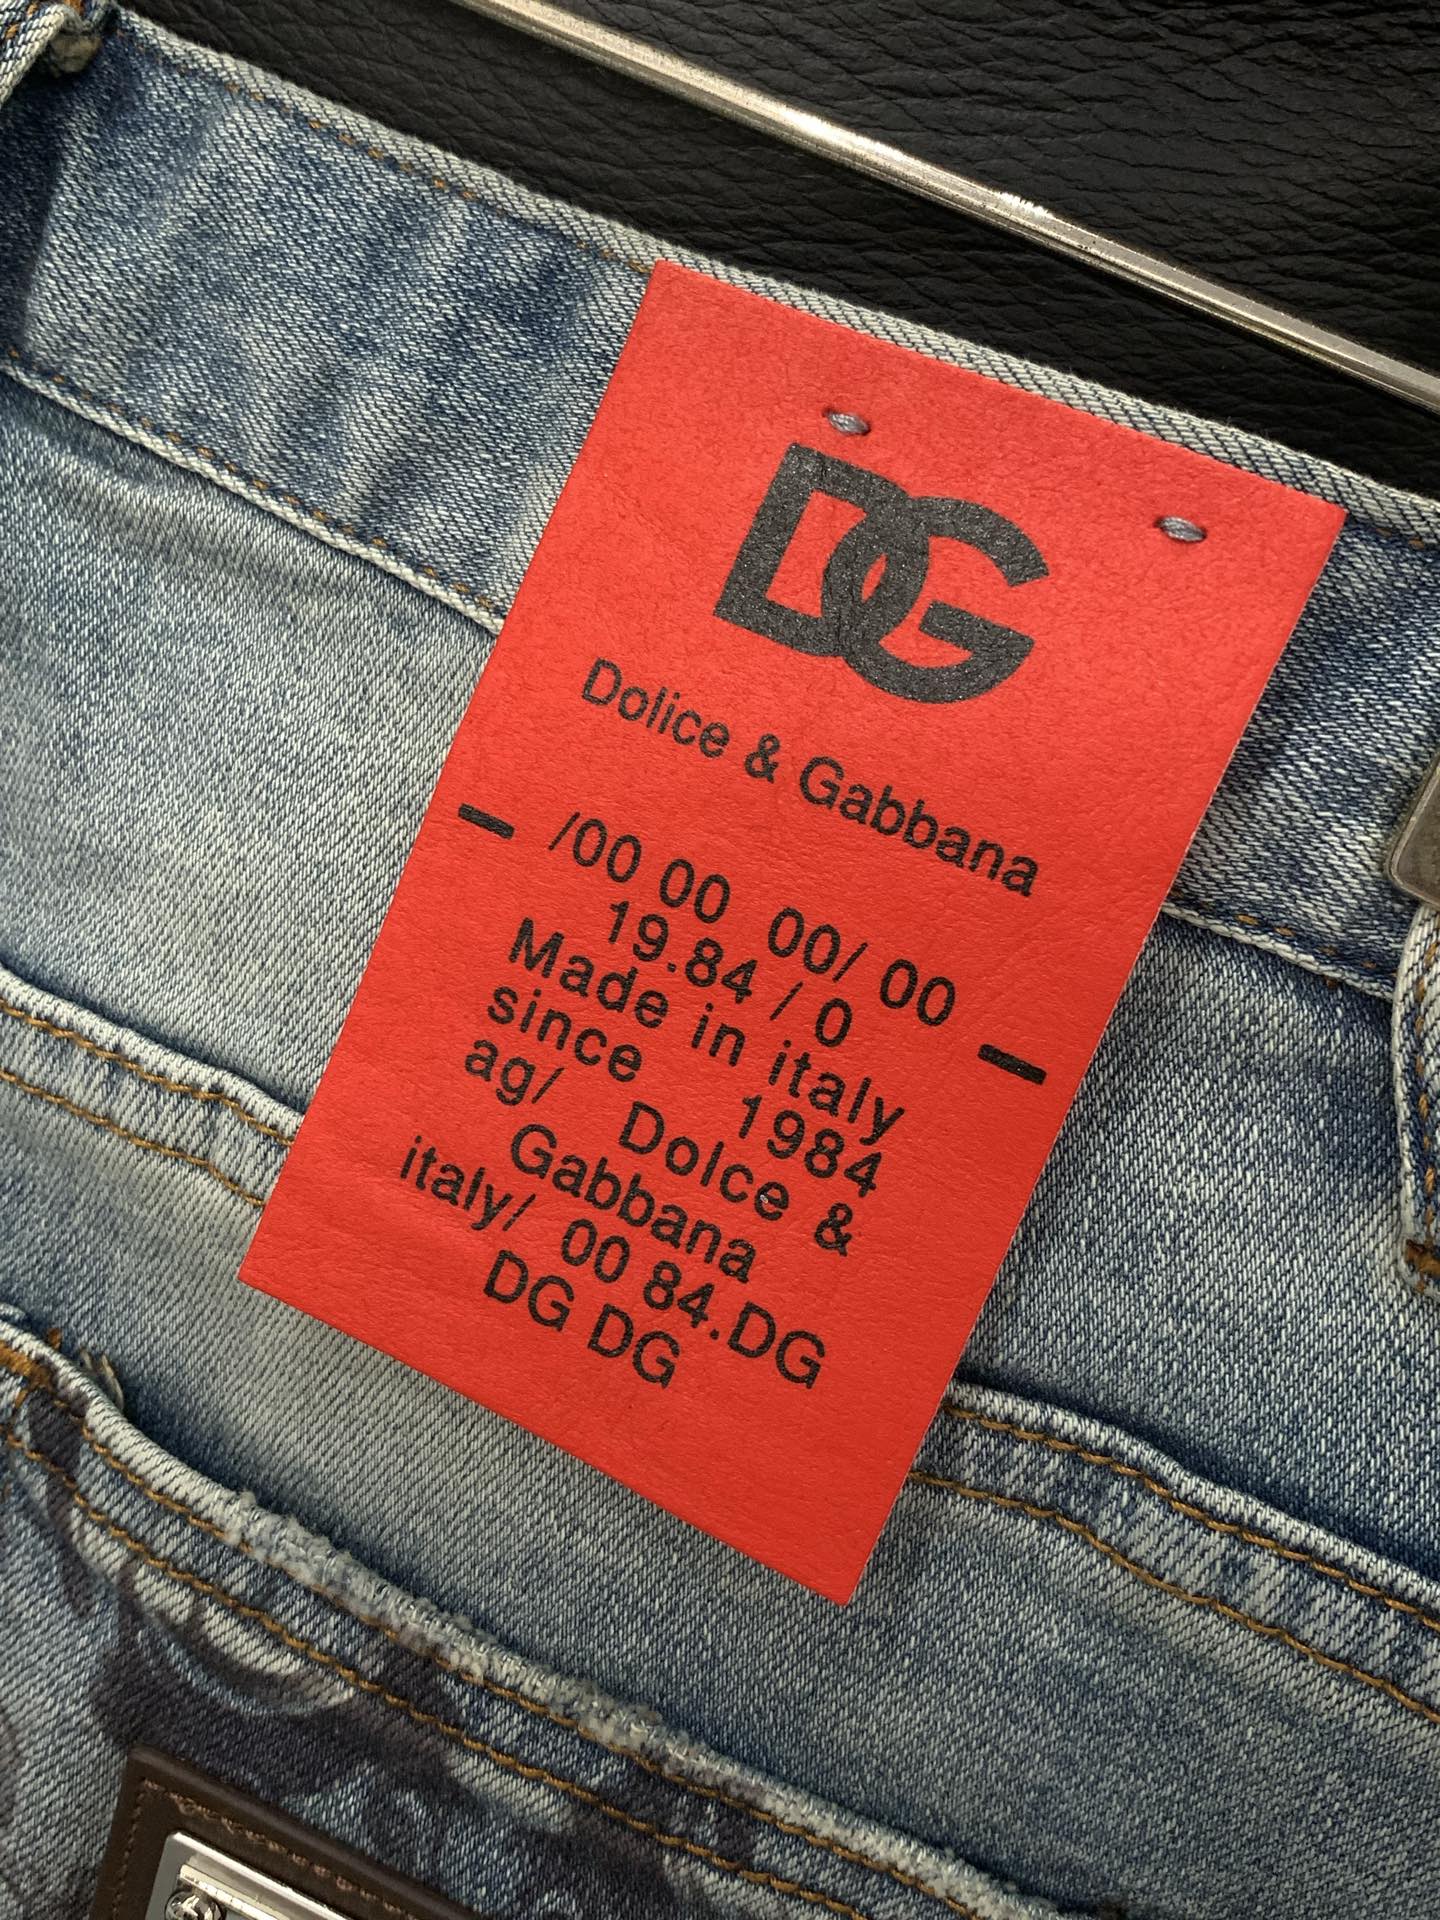 DG
Dolice & Gabbana
/00 00 00/ 00
19.84 / 0
Made in italy
since 1984
ag/ Dolce &
Gabbana
italy/ 00 84.DG
DG DG